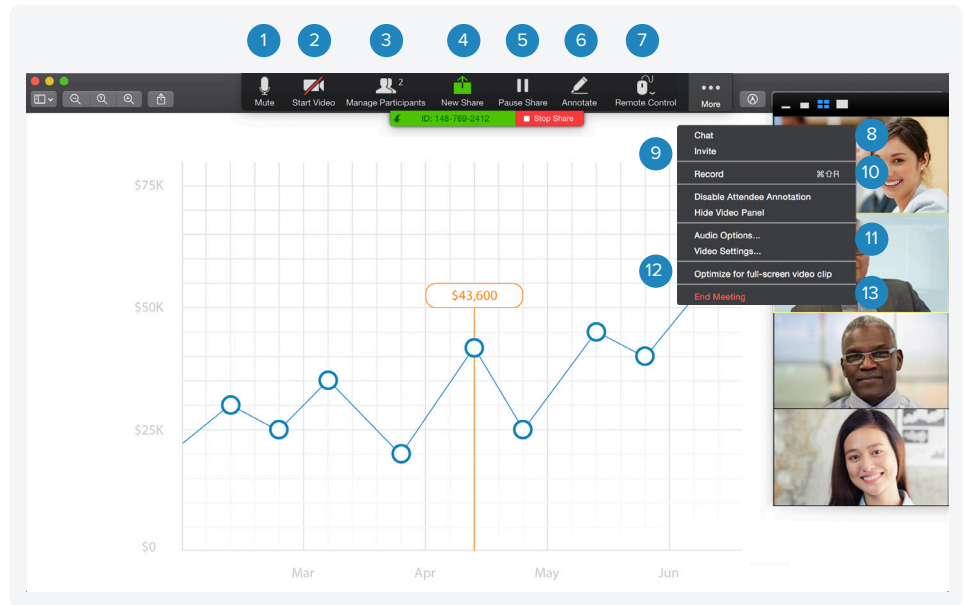 1 2 3 4 5 6 7
2
Mute Start Video Manage Participants New Share Pause Share Annotate Remote Control More
ID: 148-769-2412 Stop Share
Chat
8
Invite
9
Record ⌘⇧R
10
Disable Attendee Annotation
Hide Video Panel
Audio Options...
11
Video Settings...
12
Optimize for full-screen video clip
End Meeting
13
$75K
$43,600
$50K
$25K
$0
Mar Apr May Jun